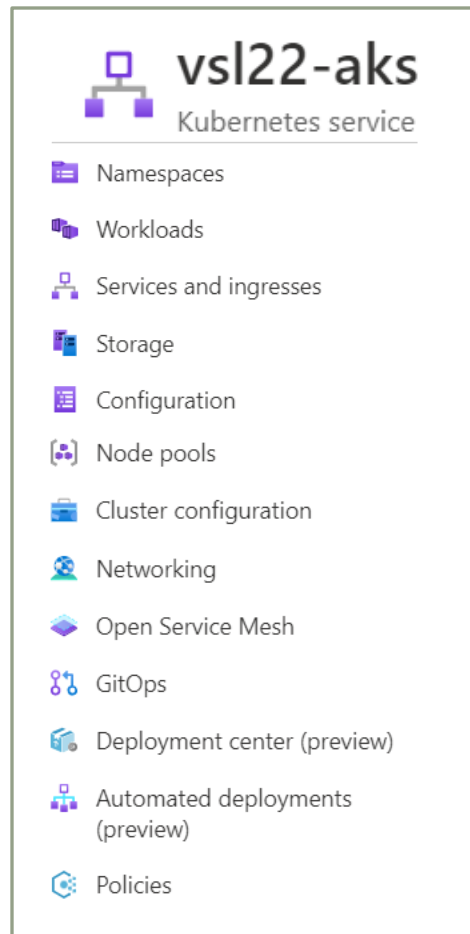 vsl22-aks
Kubernetes service
Namespaces
Workloads
Services and ingresses
Storage
Configuration
Node pools
Cluster configuration
Networking
Open Service Mesh
GitOps
Deployment center (preview)
Automated deployments
(preview)
Policies